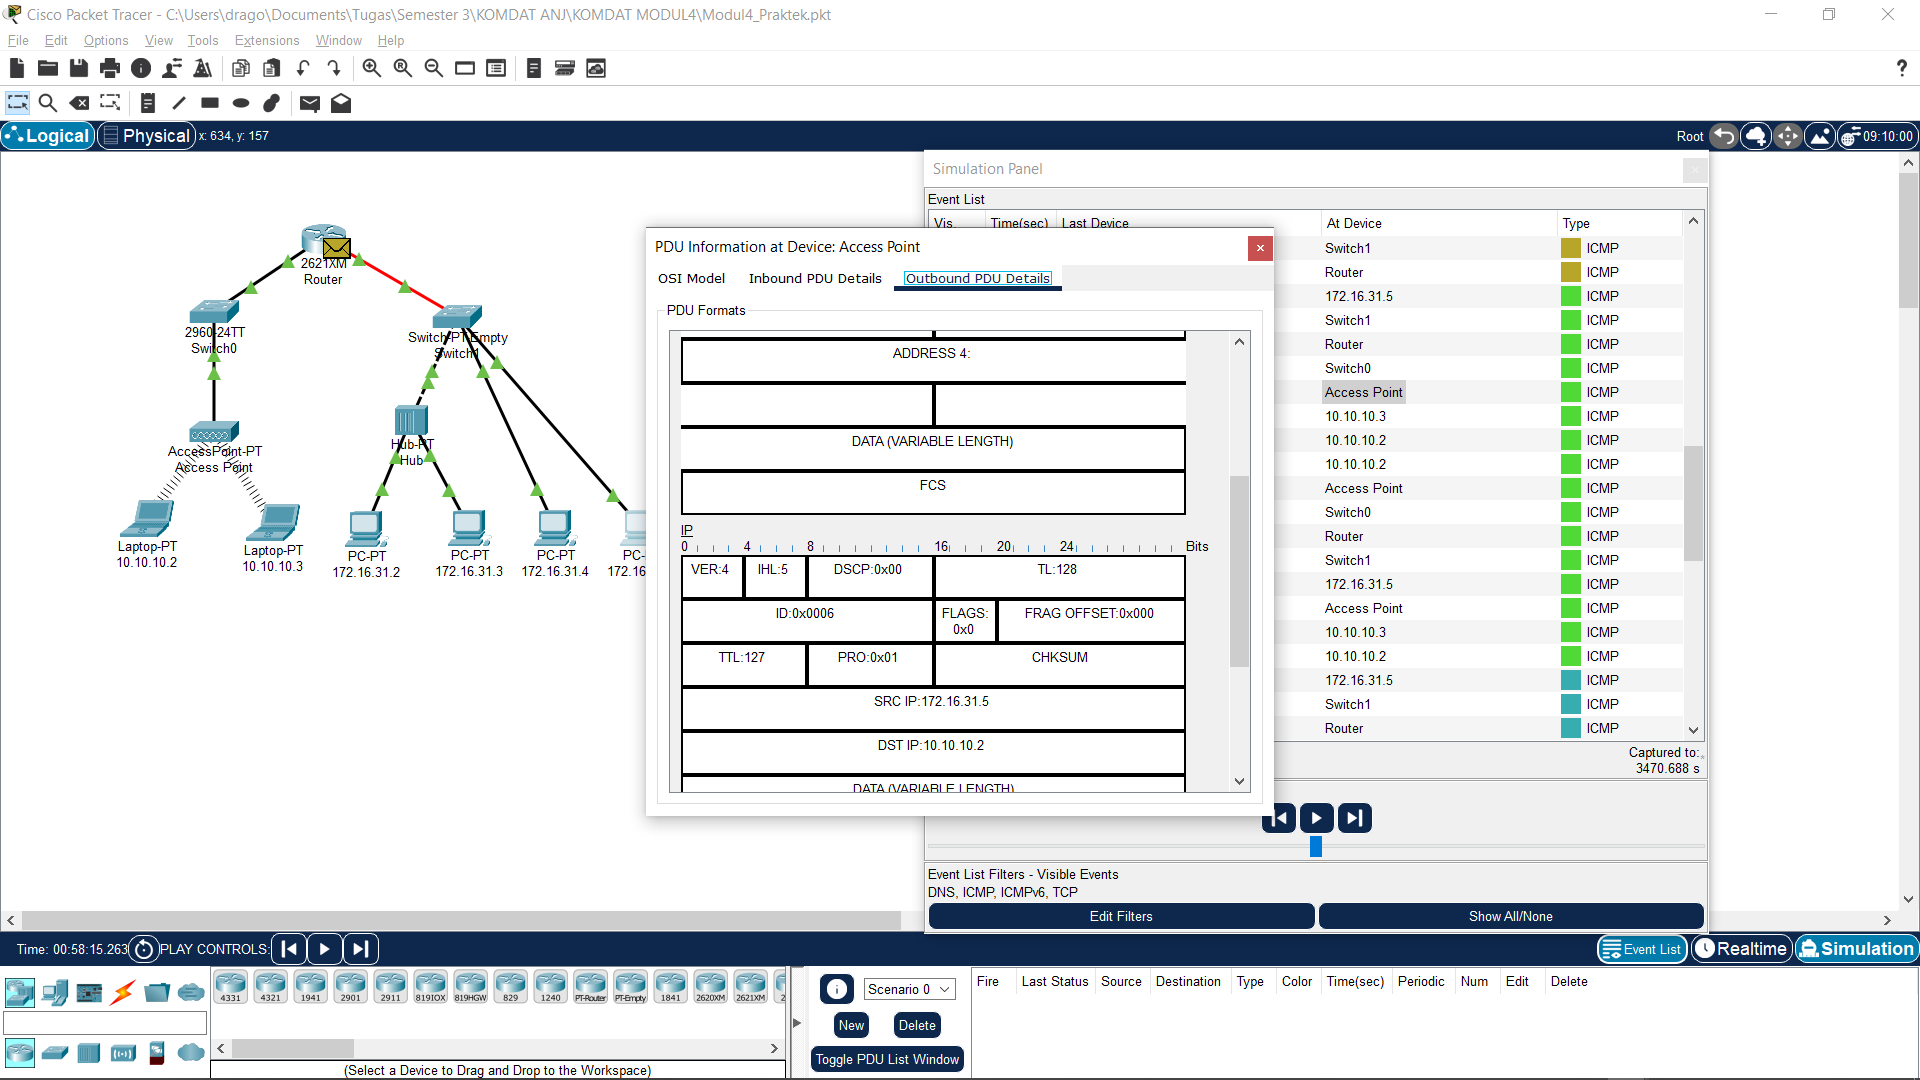 Cisco Packet Tracer - C:\Users\drago\Documents\Tugas\Semester 3\KOMDAT ANJ\KOMDAT MODUL4\Modul4_Praktek.pkt
File Edit Options View Tools Extensions Window Help
?
Logical Physical x: 634, y: 157
Root 09:10:00
Simulation Panel
Event List
Vis. Time(sec) Last Device At Device Type
Switch1 ICMP
Router ICMP
172.16.31.5 ICMP
Switch1 ICMP
Router ICMP
Switch0 ICMP
Access Point ICMP
10.10.10.3 ICMP
10.10.10.2 ICMP
10.10.10.2 ICMP
Access Point ICMP
Switch0 ICMP
Router ICMP
Switch1 ICMP
172.16.31.5 ICMP
Access Point ICMP
10.10.10.3 ICMP
10.10.10.2 ICMP
172.16.31.5 ICMP
Switch1 ICMP
Router ICMP
Captured to:
3470.688 s
Event List Filters - Visible Events
DNS, ICMP, ICMPv6, TCP
Edit Filters Show All/None
PDU Information at Device: Access Point
OSI Model Inbound PDU Details Outbound PDU Details
PDU Formats
ADDRESS 4:
DATA (VARIABLE LENGTH)
FCS
IP
0 4 8 16 20 24 Bits
VER:4 IHL:5 DSCP:0x00 TL:128
ID:0x0006 FLAGS: 0x0 FRAG OFFSET:0x000
TTL:127 PRO:0x01 CHKSUM
SRC IP:172.16.31.5
DST IP:10.10.10.2
DATA (VARIABLE LENGTH)
2621XM
Router
2960-24TT
Switch0
Switch-PT-Empty
Switch1
AccessPoint-PT
Access Point
Hub-PT
Hub
Laptop-PT
10.10.10.2
Laptop-PT
10.10.10.3
PC-PT
172.16.31.2
PC-PT
172.16.31.3
PC-PT
172.16.31.4
PC-
172.16
Time: 00:58:15.263 PLAY CONTROLS:
Event List Realtime Simulation
4331 4321 1941 2901 2911 819IOX 819HGW 829 1240 PT-Router PT-Empty 1841 2620XM 2621XM 2
(Select a Device to Drag and Drop to the Workspace)
Scenario 0
New Delete
Toggle PDU List Window
Fire Last Status Source Destination Type Color Time(sec) Periodic Num Edit Delete